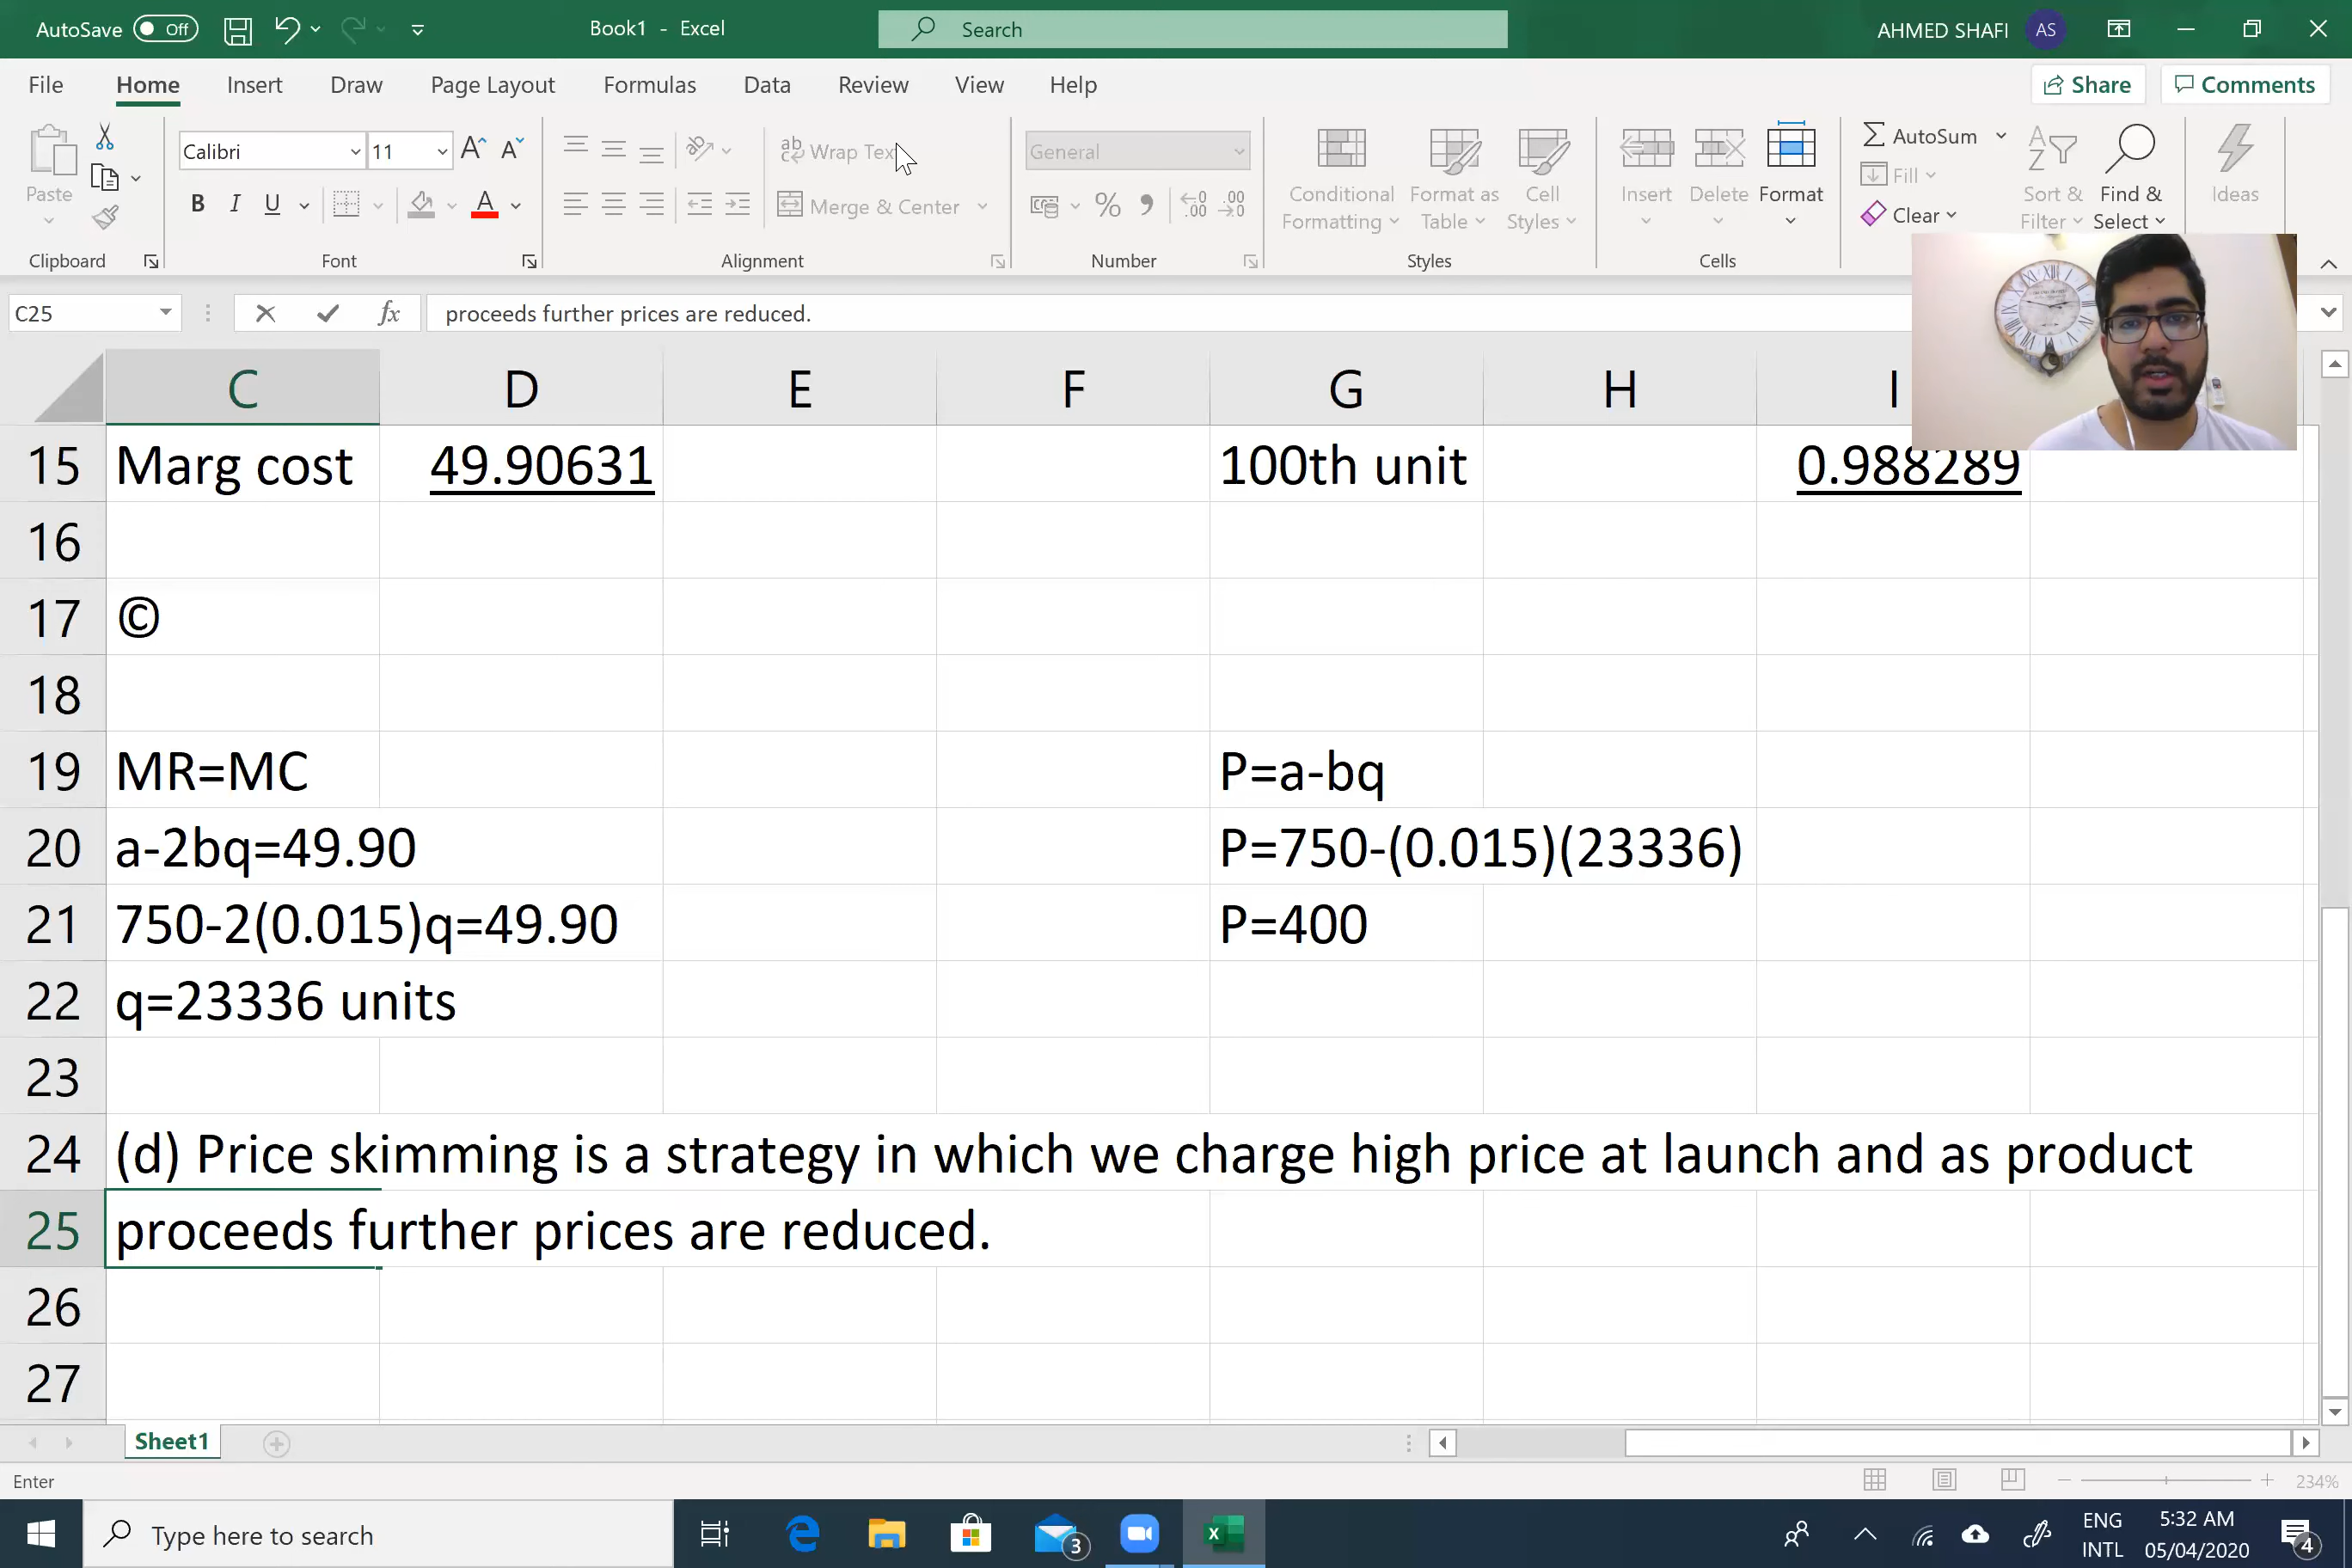 AutoSave Off Book1 - Excel Search AHMED SHAFI AS
File Home Insert Draw Page Layout Formulas Data Review View Help Share Comments
Paste Calibri 11 Wrap Text General Conditional Formatting Format as Table Cell Styles Insert Delete Format AutoSum Fill Clear Sort & Filter Find & Select Ideas
B I U Merge & Center
Clipboard Font Alignment Number Styles Cells
C25 fx proceeds further prices are reduced.
C D E F G H I
15 Marg cost 49.90631 100th unit 0.988289
16
17 ©
18
19 MR=MC P=a-bq
20 a-2bq=49.90 P=750-(0.015)(23336)
21 750-2(0.015)q=49.90 P=400
22 q=23336 units
23
24 (d) Price skimming is a strategy in which we charge high price at launch and as product
25 proceeds further prices are reduced.
26
27
Sheet1
Enter 234%
Type here to search 3 ENG INTL 5:32 AM 05/04/2020 4